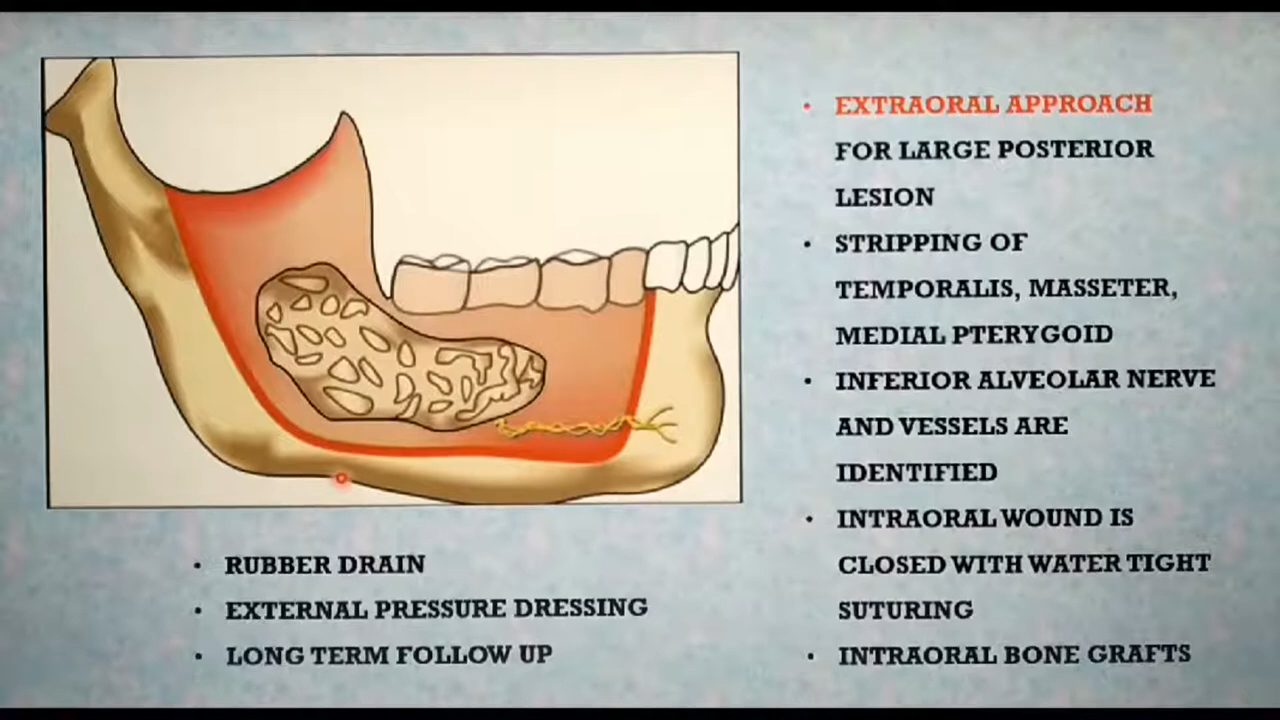 EXTRAORAL APPROACH
FOR LARGE POSTERIOR
LESION
STRIPPING OF
TEMPORALIS, MASSETER,
MEDIAL PTERYGOID
INFERIOR ALVEOLAR NERVE
AND VESSELS ARE
IDENTIFIED
INTRAORAL WOUND IS
CLOSED WITH WATER TIGHT
SUTURING
INTRAORAL BONE GRAFTS
RUBBER DRAIN
EXTERNAL PRESSURE DRESSING
LONG TERM FOLLOW UP